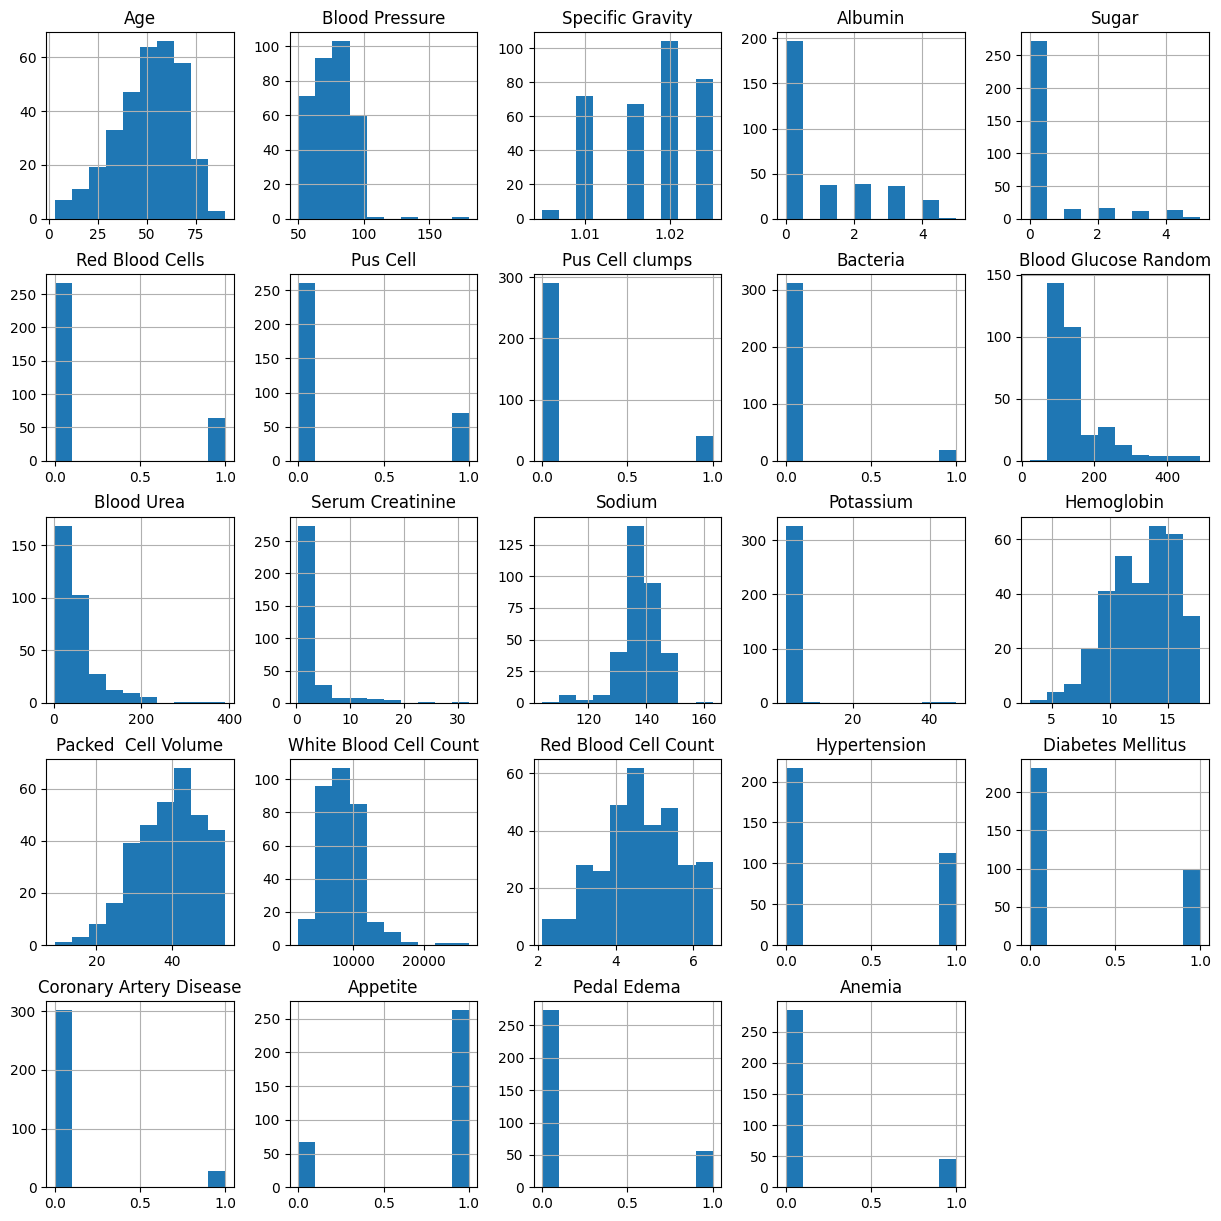 Age Blood Pressure Specific Gravity Albumin Sugar
60 40 20 0 0 25 50 75
100 80 60 40 20 0 50 100 150
100 80 60 40 20 0 1.01 1.02
200 150 100 50 0 0 2 4
250 200 150 100 50 0 0 2 4
Red Blood Cells Pus Cell Pus Cell clumps Bacteria Blood Glucose Random
250 200 150 100 50 0 0.0 0.5 1.0
250 200 150 100 50 0 0.0 0.5 1.0
300 200 100 0 0.0 0.5 1.0
300 200 100 0 0.0 0.5 1.0
150 100 50 0 0 200 400
Blood Urea Serum Creatinine Sodium Potassium Hemoglobin
150 100 50 0 0 200 400
250 200 150 100 50 0 0 10 20 30
125 100 75 50 25 0 120 140 160
300 200 100 0 20 40
60 40 20 0 5 10 15
Packed  Cell Volume White Blood Cell Count Red Blood Cell Count Hypertension Diabetes Mellitus
60 40 20 0 20 40
100 80 60 40 20 0 10000 20000
60 40 20 0 2 4 6
200 150 100 50 0 0.0 0.5 1.0
200 150 100 50 0 0.0 0.5 1.0
Coronary Artery Disease Appetite Pedal Edema Anemia
300 250 200 150 100 50 0 0.0 0.5 1.0
250 200 150 100 50 0 0.0 0.5 1.0
250 200 150 100 50 0 0.0 0.5 1.0
250 200 150 100 50 0 0.0 0.5 1.0